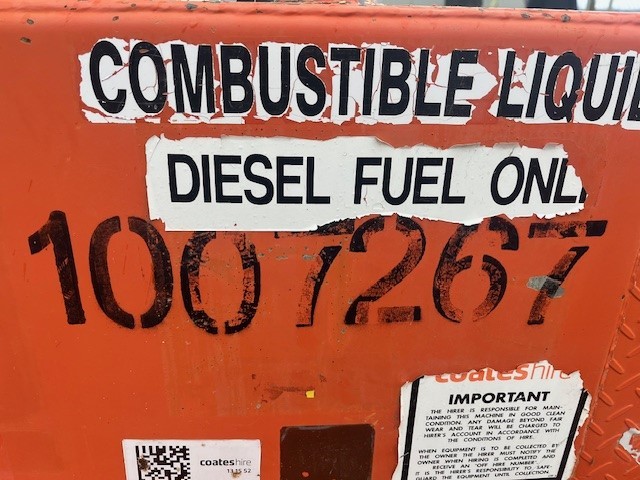 COMBUSTIBLE LIQUI
DIESEL FUEL ONL
1007267
coateshire
IMPORTANT
THE HIRER IS RESPONSIBLE FOR MAIN-
TAINING THIS MACHINE IN GOOD CLEAN
CONDITION. ANY DAMAGE BEYOND FAIR
WEAR AND TEAR WILL BE CHARGED TO
HIRER'S ACCOUNT IN ACCORDANCE WITH
THE CONDITIONS OF HIRE.
WHEN EQUIPMENT IS TO BE COLLECTED BY
THE OWNER THE HIRER MUST NOTIFY THE
OWNER WHEN HIRING IS COMPLETED AND
RECEIVE AN "OFF HIRE NUMBER".
IT IS THE HIRER'S RESPONSIBILITY TO SAFE-
GUARD THE EQUIPMENT UNTIL COLLECTION
coateshire
13 15 52